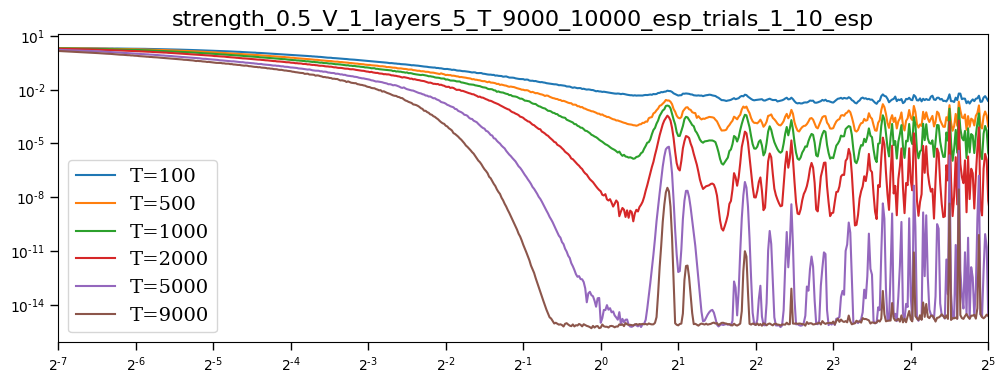 strength_0.5_V_1_layers_5_T_9000_10000_esp_trials_1_10_esp
10^1
10^-2
10^-5
10^-8
10^-11
10^-14
T=100
T=500
T=1000
T=2000
T=5000
T=9000
2^-7 2^-6 2^-5 2^-4 2^-3 2^-2 2^-1 2^0 2^1 2^2 2^3 2^4 2^5